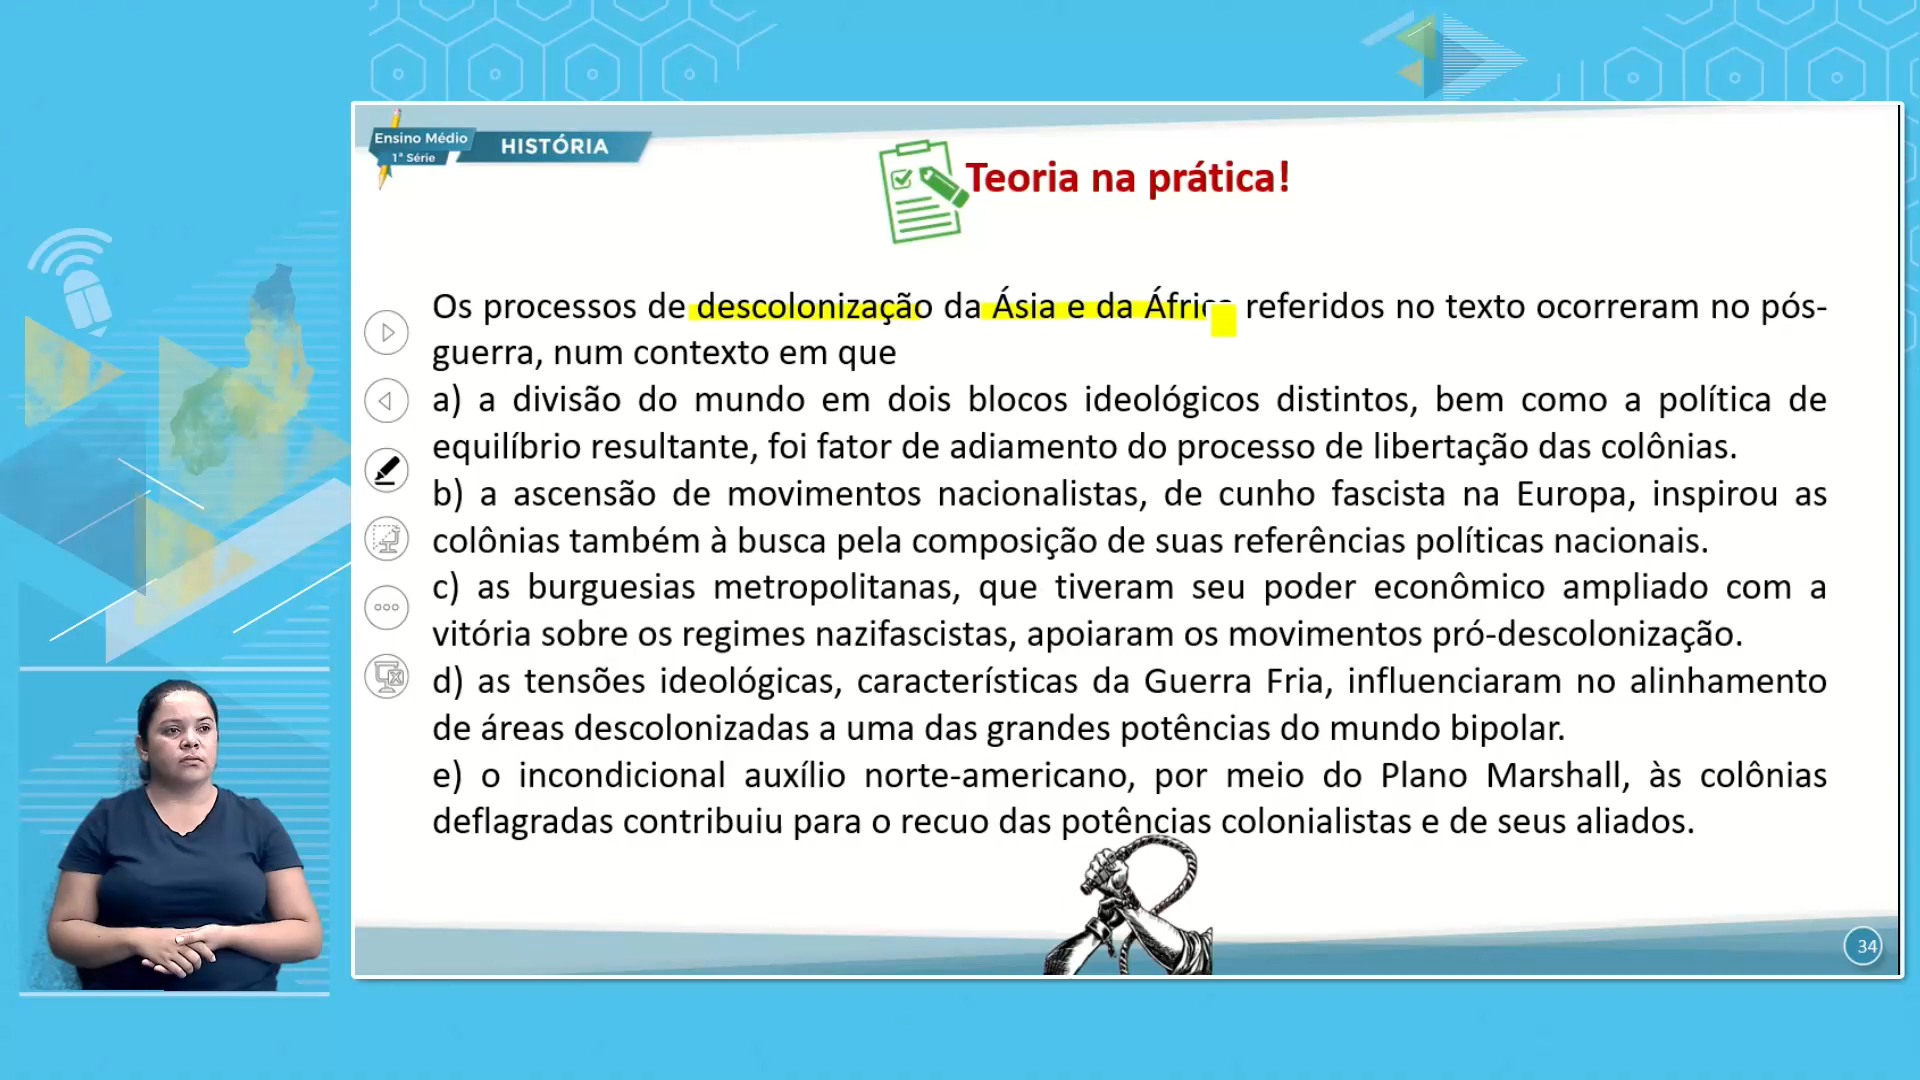 Ensino Médio
1ª Série
HISTÓRIA
Teoria na prática!
Os processos de descolonização da Ásia e da África referidos no texto ocorreram no pós-
guerra, num contexto em que
a) a divisão do mundo em dois blocos ideológicos distintos, bem como a política de
equilíbrio resultante, foi fator de adiamento do processo de libertação das colônias.
b) a ascensão de movimentos nacionalistas, de cunho fascista na Europa, inspirou as
colônias também à busca pela composição de suas referências políticas nacionais.
c) as burguesias metropolitanas, que tiveram seu poder econômico ampliado com a
vitória sobre os regimes nazifascistas, apoiaram os movimentos pró-descolonização.
d) as tensões ideológicas, características da Guerra Fria, influenciaram no alinhamento
de áreas descolonizadas a uma das grandes potências do mundo bipolar.
e) o incondicional auxílio norte-americano, por meio do Plano Marshall, às colônias
deflagradas contribuiu para o recuo das potências colonialistas e de seus aliados.
34